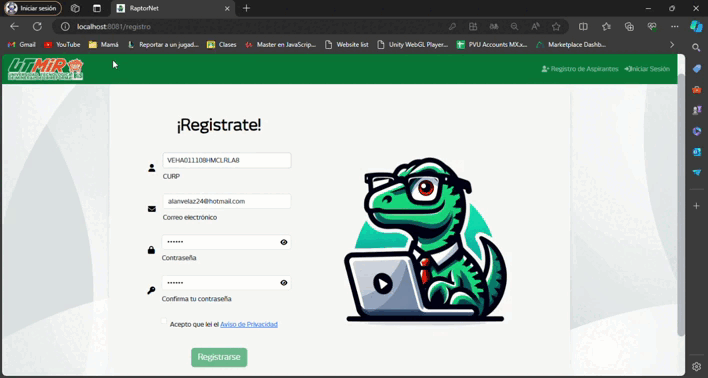 Iniciar sesión
RaptorNet
localhost:8081/registro
Gmail YouTube Mamá Reportar a un jugad... Clases Master en JavaScrip... Website list Unity WebGL Player... PVU Accounts MX.x... Marketplace Dashb...
UTMiR
Registro de Aspirantes Iniciar Sesión
¡Registrate!
VEHA011108HMCLRLA8
CURP
alanvelaz24@hotmail.com
Correo electrónico
••••••
Contraseña
••••••
Confirma tu contraseña
Acepto que leí el Aviso de Privacidad
Registrarse